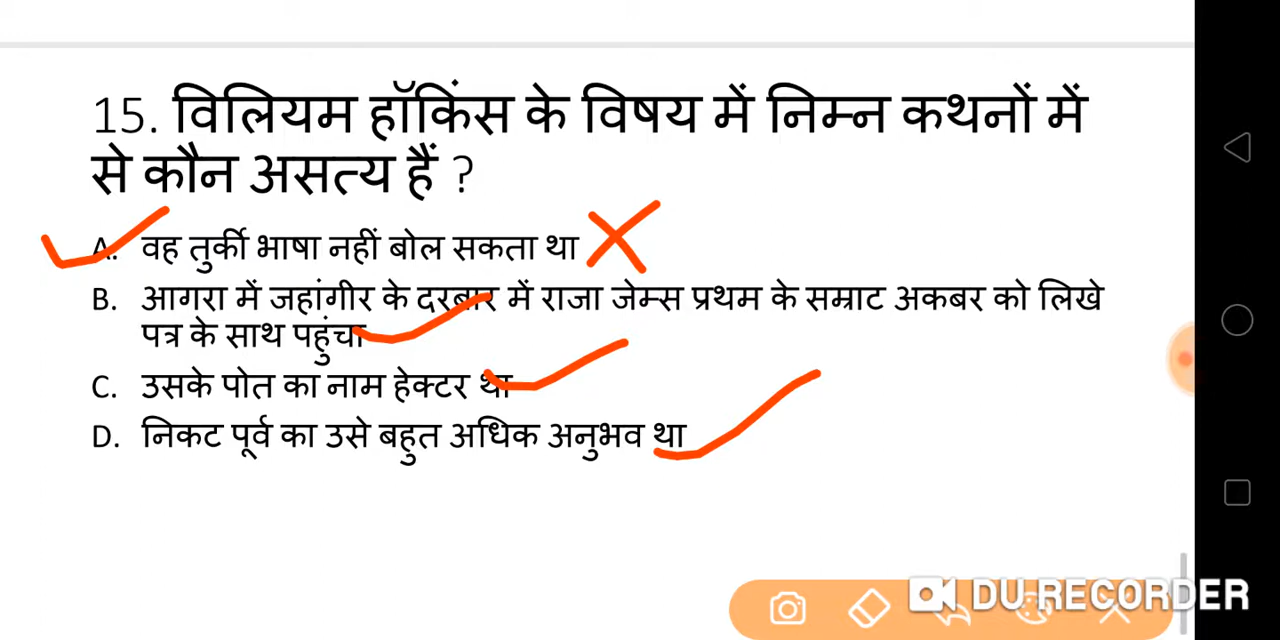 15. विलियम हॉकिंस के विषय में निम्न कथनों में
से कौन असत्य हैं ?
A. वह तुर्की भाषा नहीं बोल सकता था
B. आगरा में जहांगीर के दरबार में राजा जेम्स प्रथम के सम्राट अकबर को लिखे
पत्र के साथ पहुंचा
C. उसके पोत का नाम हेक्टर था
D. निकट पूर्व का उसे बहुत अधिक अनुभव था
DU RECORDER